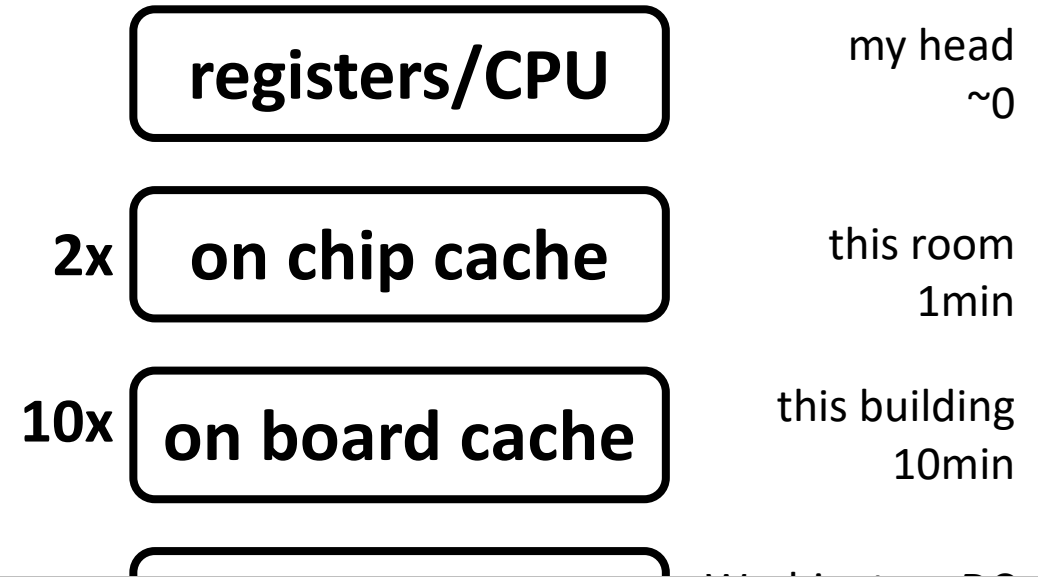 registers/CPU
my head
~0
2x
on chip cache
this room
1min
10x
on board cache
this building
10min